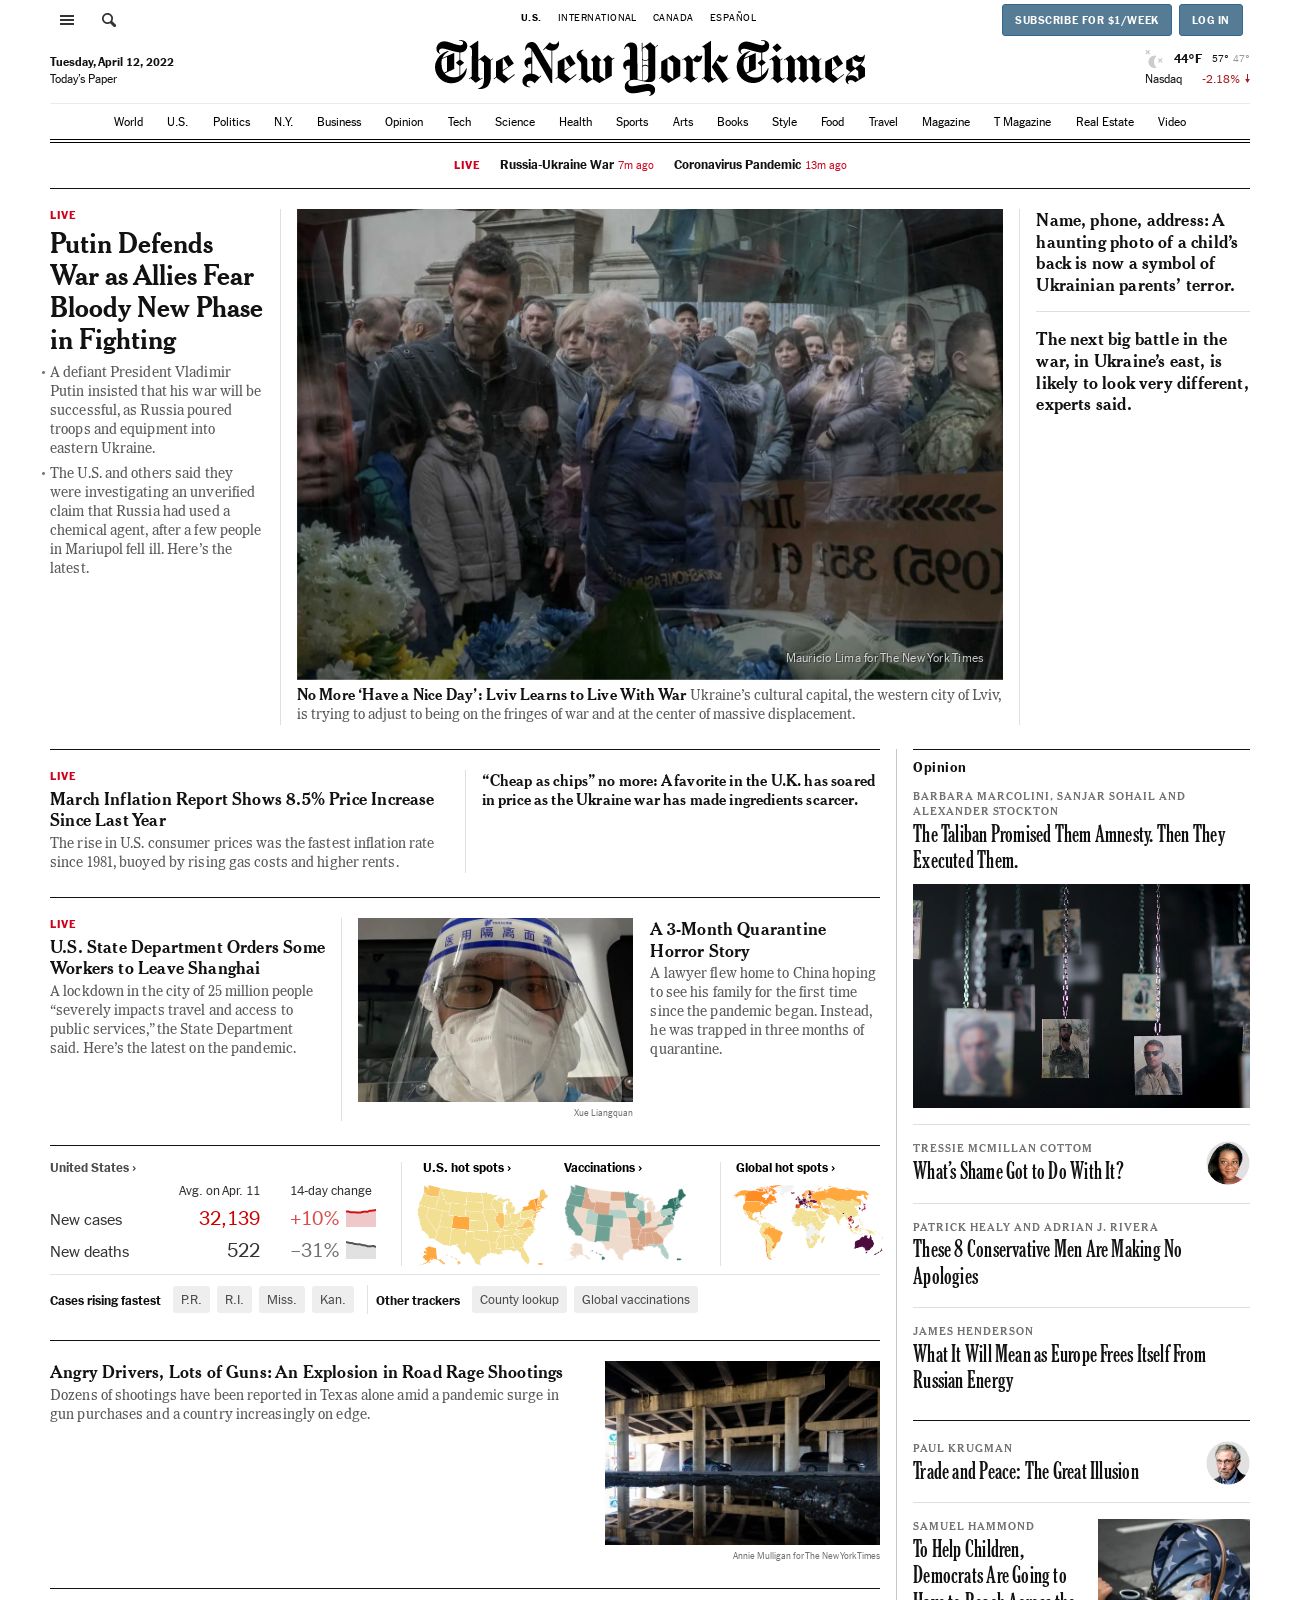 U.S. INTERNATIONAL CANADA ESPAÑOL
SUBSCRIBE FOR $1/WEEK LOG IN
Tuesday, April 12, 2022
Today's Paper
The New York Times
44°F 57° 47°
Nasdaq -2.18%
World U.S. Politics N.Y. Business Opinion Tech Science Health Sports Arts Books Style Food Travel Magazine T Magazine Real Estate Video
LIVE Russia-Ukraine War 7m ago Coronavirus Pandemic 13m ago
LIVE
Putin Defends
War as Allies Fear
Bloody New Phase
in Fighting
• A defiant President Vladimir
Putin insisted that his war will be
successful, as Russia poured
troops and equipment into
eastern Ukraine.
• The U.S. and others said they
were investigating an unverified
claim that Russia had used a
chemical agent, after a few people
in Mariupol fell ill. Here's the
latest.
(095) 351 61
Mauricio Lima for The New York Times
No More ‘Have a Nice Day’: Lviv Learns to Live With War Ukraine's cultural capital, the western city of Lviv,
is trying to adjust to being on the fringes of war and at the center of massive displacement.
Name, phone, address: A
haunting photo of a child's
back is now a symbol of
Ukrainian parents' terror.
The next big battle in the
war, in Ukraine's east, is
likely to look very different,
experts said.
LIVE
March Inflation Report Shows 8.5% Price Increase
Since Last Year
The rise in U.S. consumer prices was the fastest inflation rate
since 1981, buoyed by rising gas costs and higher rents.
“Cheap as chips” no more: A favorite in the U.K. has soared
in price as the Ukraine war has made ingredients scarcer.
LIVE
U.S. State Department Orders Some
Workers to Leave Shanghai
A lockdown in the city of 25 million people
“severely impacts travel and access to
public services,” the State Department
said. Here's the latest on the pandemic.
医用隔离面罩
Xue Liangquan
A 3-Month Quarantine
Horror Story
A lawyer flew home to China hoping
to see his family for the first time
since the pandemic began. Instead,
he was trapped in three months of
quarantine.
United States ›
Avg. on Apr. 11 14-day change
New cases 32,139 +10%
New deaths 522 –31%
U.S. hot spots › Vaccinations › Global hot spots ›
Cases rising fastest P.R. R.I. Miss. Kan. Other trackers County lookup Global vaccinations
Angry Drivers, Lots of Guns: An Explosion in Road Rage Shootings
Dozens of shootings have been reported in Texas alone amid a pandemic surge in
gun purchases and a country increasingly on edge.
Annie Mulligan for The New York Times
Opinion
BARBARA MARCOLINI, SANJAR SOHAIL AND
ALEXANDER STOCKTON
The Taliban Promised Them Amnesty. Then They
Executed Them.
TRESSIE MCMILLAN COTTOM
What's Shame Got to Do With It?
PATRICK HEALY AND ADRIAN J. RIVERA
These 8 Conservative Men Are Making No
Apologies
JAMES HENDERSON
What It Will Mean as Europe Frees Itself From
Russian Energy
PAUL KRUGMAN
Trade and Peace: The Great Illusion
SAMUEL HAMMOND
To Help Children,
Democrats Are Going to
Have to Reach Across the